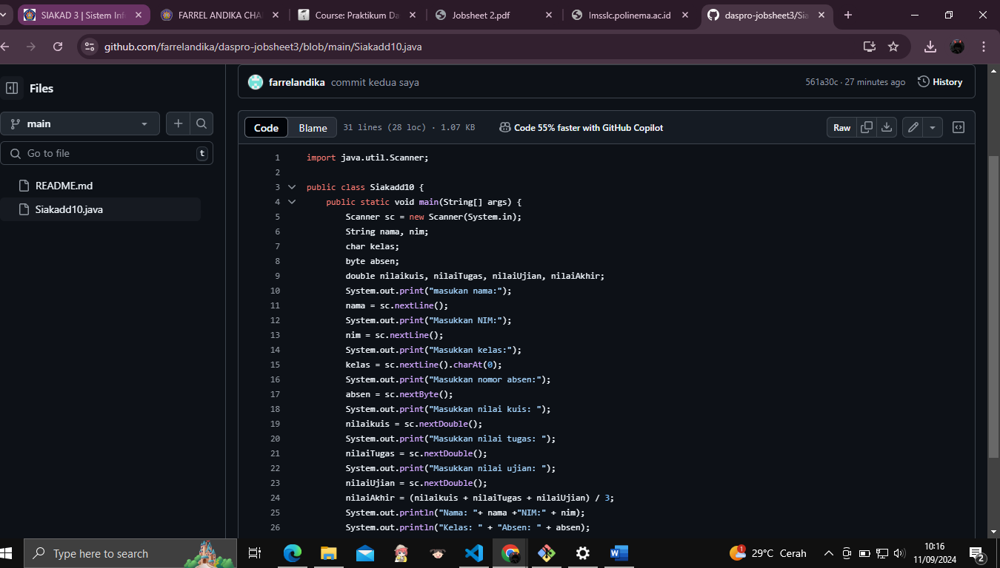 SIAKAD 3 | Sistem Inf
FARREL ANDIKA CHA
Course: Praktikum Da
Jobsheet 2.pdf
lmsslc.polinema.ac.id
daspro-jobsheet3/Sia
github.com/farrelandika/daspro-jobsheet3/blob/main/Siakadd10.java
Files
main
Go to file
t
README.md
Siakadd10.java
farrelandika commit kedua saya
561a30c · 27 minutes ago
History
Code
Blame
31 lines (28 loc) · 1.07 KB
Code 55% faster with GitHub Copilot
Raw
1 import java.util.Scanner;
2
3 public class Siakadd10 {
4 public static void main(String[] args) {
5 Scanner sc = new Scanner(System.in);
6 String nama, nim;
7 char kelas;
8 byte absen;
9 double nilaikuis, nilaiTugas, nilaiUjian, nilaiAkhir;
10 System.out.print("masukan nama:");
11 nama = sc.nextLine();
12 System.out.print("Masukkan NIM:");
13 nim = sc.nextLine();
14 System.out.print("Masukkan kelas:");
15 kelas = sc.nextLine().charAt(0);
16 System.out.print("Masukkan nomor absen:");
17 absen = sc.nextByte();
18 System.out.print("Masukkan nilai kuis: ");
19 nilaikuis = sc.nextDouble();
20 System.out.print("Masukkan nilai tugas: ");
21 nilaiTugas = sc.nextDouble();
22 System.out.print("Masukkan nilai ujian: ");
23 nilaiUjian = sc.nextDouble();
24 nilaiAkhir = (nilaikuis + nilaiTugas + nilaiUjian) / 3;
25 System.out.println("Nama: "+ nama +"NIM:" + nim);
26 System.out.println("Kelas: " + "Absen: " + absen);
Type here to search
1
29°C Cerah
10:16
11/09/2024
2